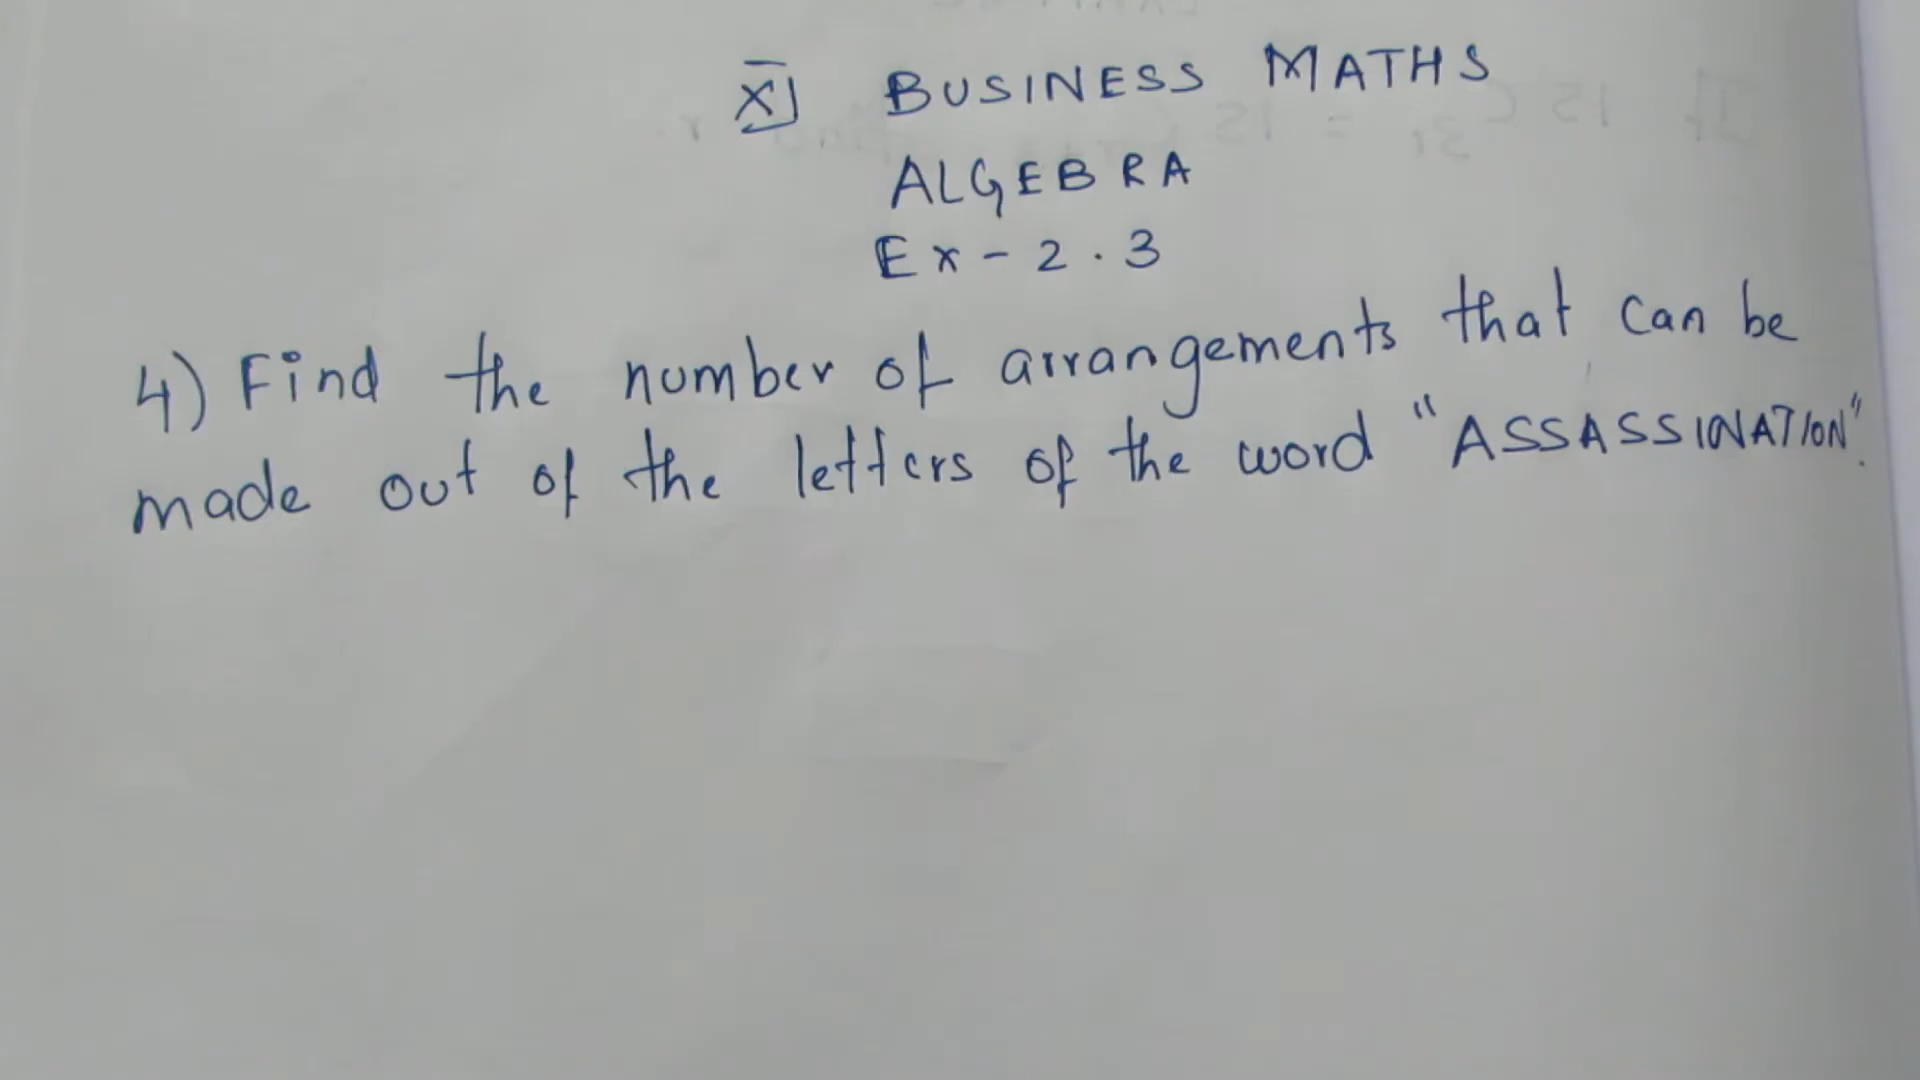 XI BUSINESS MATHS
ALGEBRA
Ex - 2.3
4) Find the number of arrangements that can be
made out of the letters of the word "ASSASSINATION".